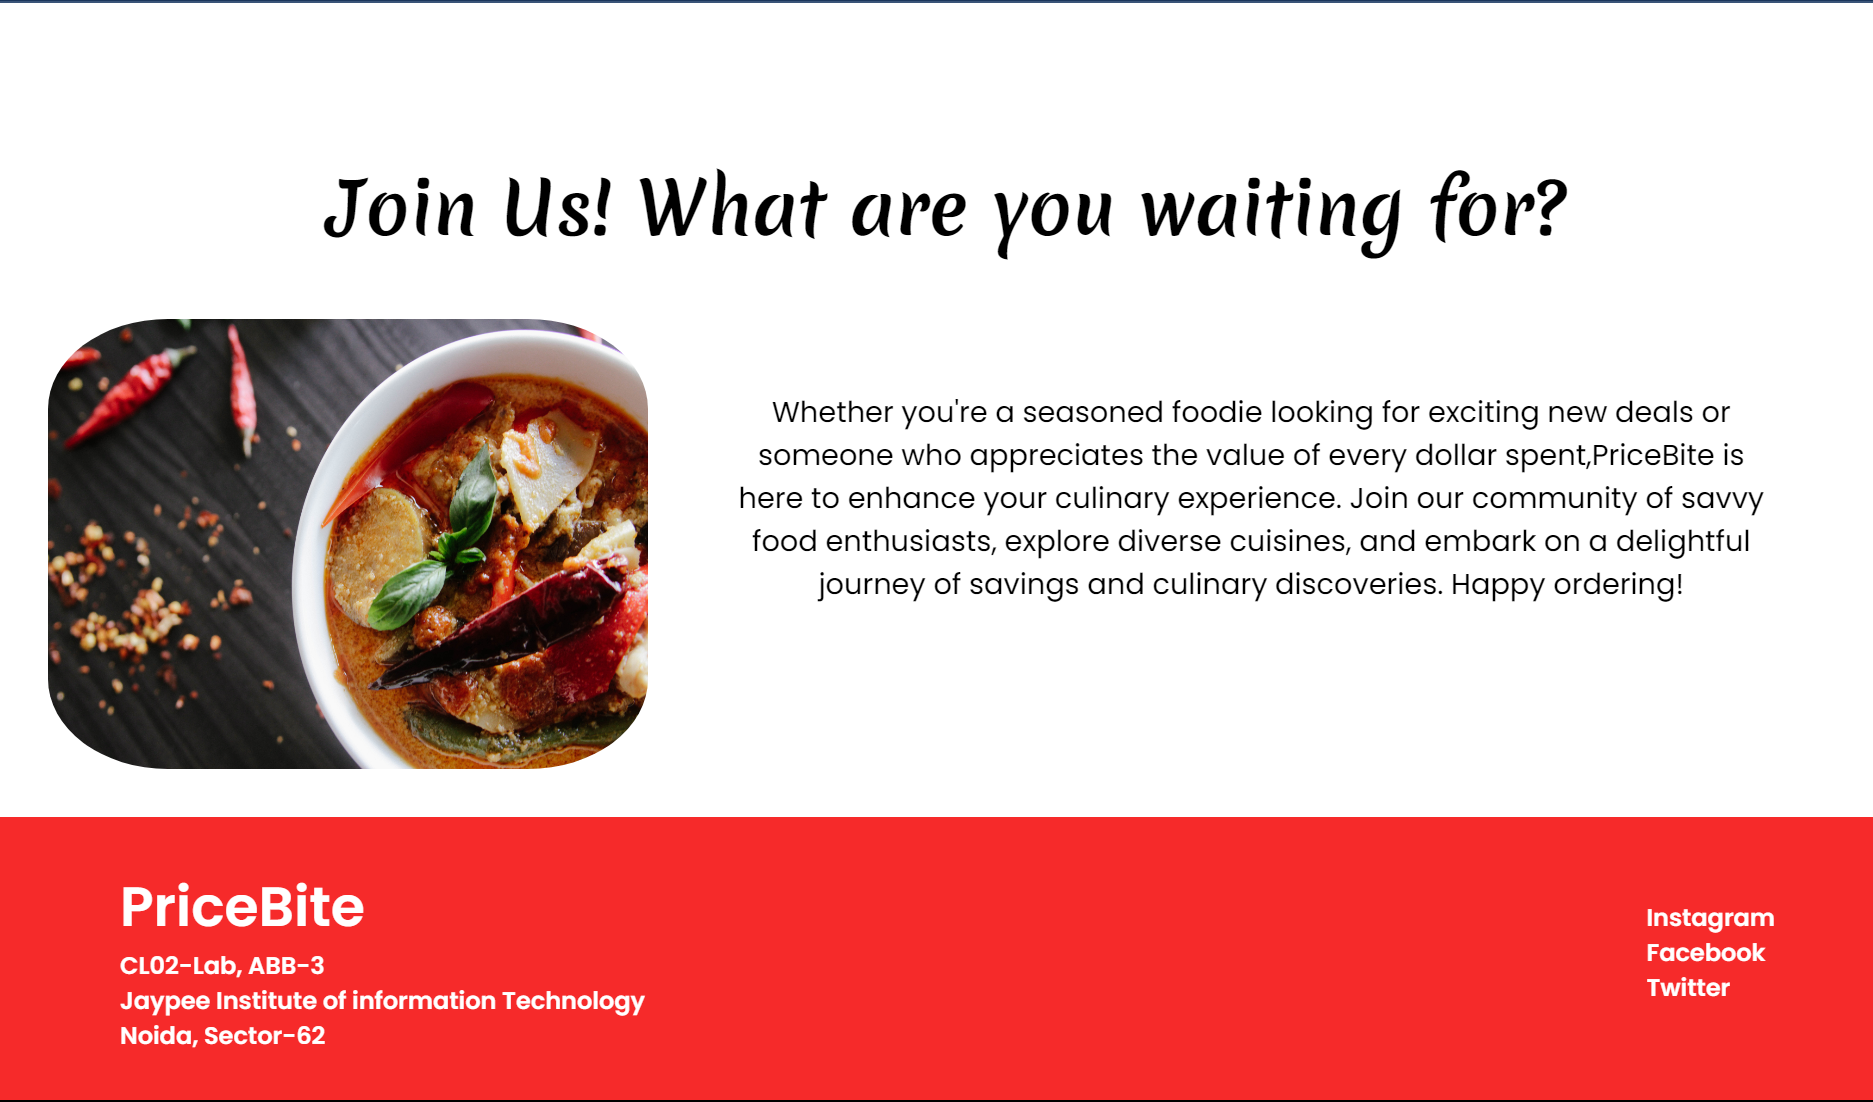 Join Us! What are you waiting for?
Whether you're a seasoned foodie looking for exciting new deals or
someone who appreciates the value of every dollar spent,PriceBite is
here to enhance your culinary experience. Join our community of savvy
food enthusiasts, explore diverse cuisines, and embark on a delightful
journey of savings and culinary discoveries. Happy ordering!
PriceBite
CL02-Lab, ABB-3
Jaypee Institute of information Technology
Noida, Sector-62
Instagram
Facebook
Twitter